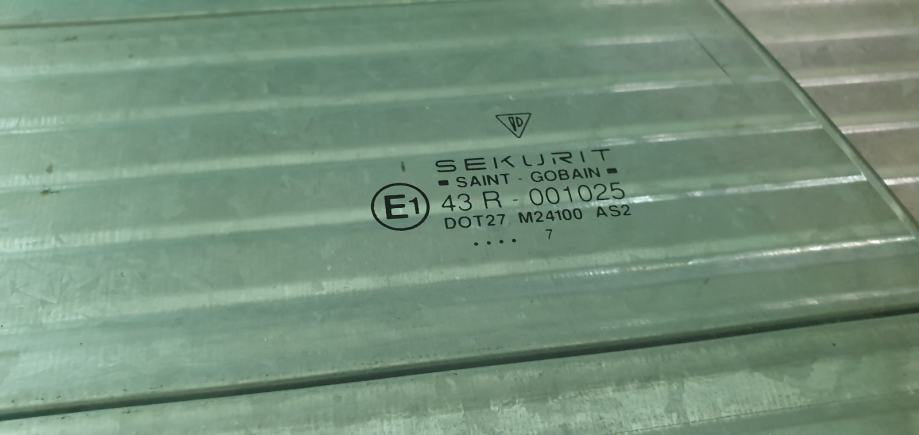 SEKURIT
SAINT - GOBAIN
E1 43 R - 001025
DOT27 M24100 AS2
.... 7